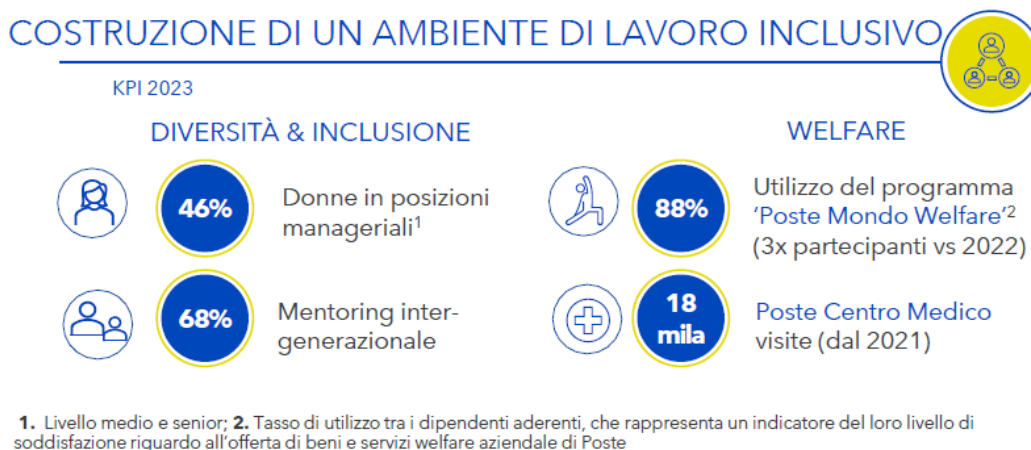 COSTRUZIONE DI UN AMBIENTE DI LAVORO INCLUSIVO
KPI 2023
DIVERSITÀ & INCLUSIONE
46%
Donne in posizioni
manageriali¹
68%
Mentoring inter-
generazionale
WELFARE
88%
Utilizzo del programma
‘Poste Mondo Welfare’²
(3x partecipanti vs 2022)
18
mila
Poste Centro Medico
visite (dal 2021)
1. Livello medio e senior; 2. Tasso di utilizzo tra i dipendenti aderenti, che rappresenta un indicatore del loro livello di
soddisfazione riguardo all’offerta di beni e servizi welfare aziendale di Poste